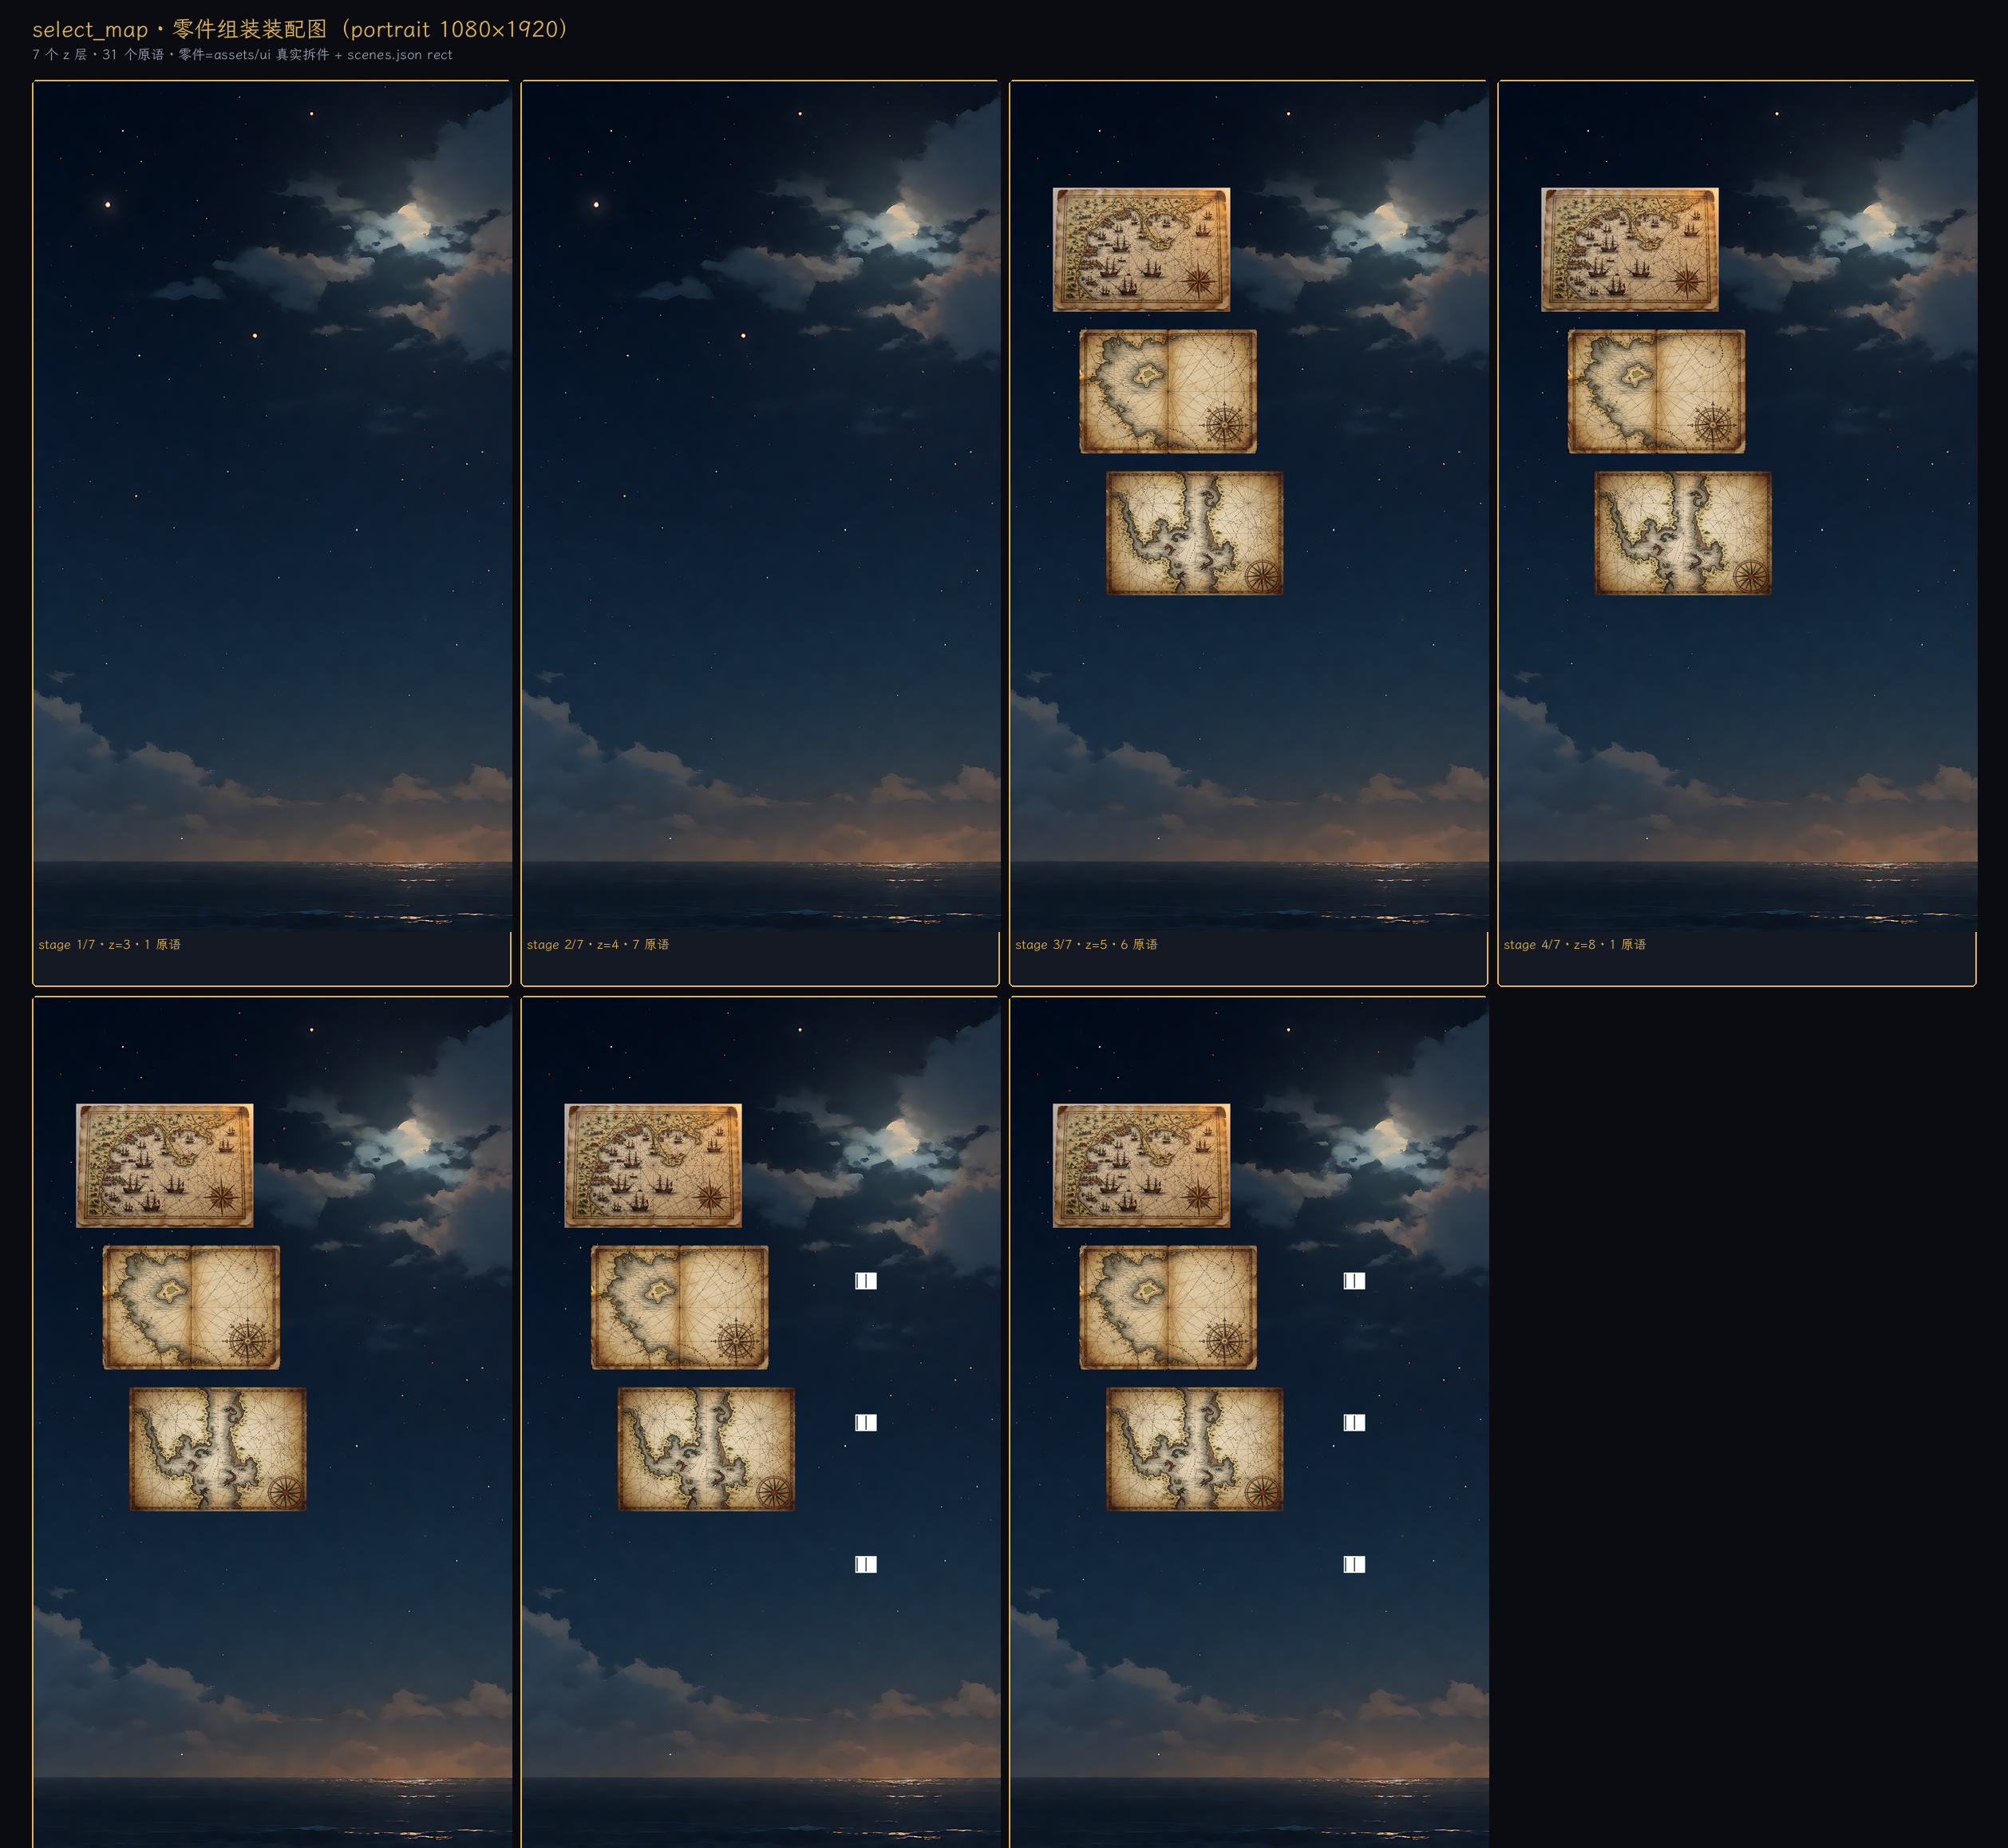 select_map・零件组装装配图（portrait 1080×1920）
7 个 z 层・31 个原语・零件=assets/ui 真实拆件 + scenes.json rect
stage 1/7・z=3・1 原语
stage 2/7・z=4・7 原语
stage 3/7・z=5・6 原语
stage 4/7・z=8・1 原语